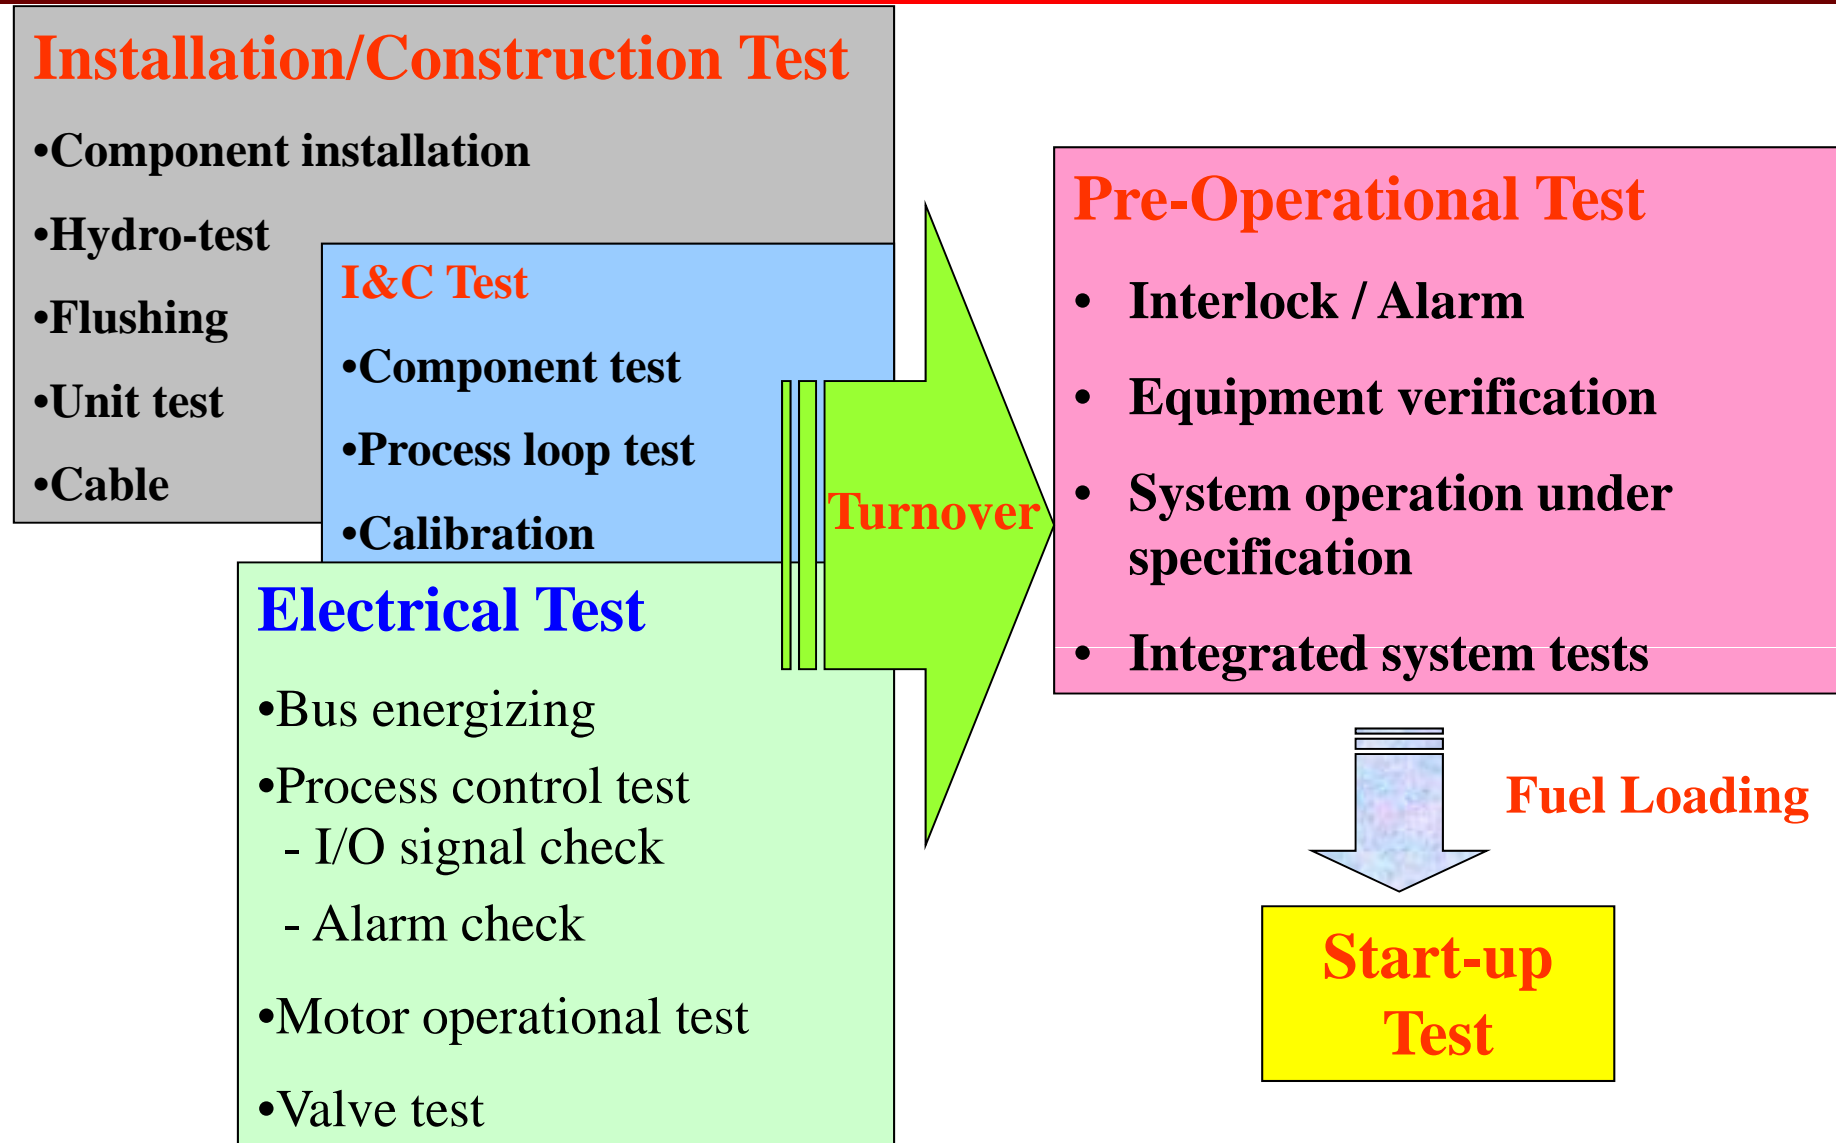 Installation/Construction Test
•Component installation
•Hydro-test
•Flushing
•Unit test
•Cable
I&C Test
•Component test
•Process loop test
•Calibration
Electrical Test
•Bus energizing
•Process control test
- I/O signal check
- Alarm check
•Motor operational test
•Valve test
Turnover
Pre-Operational Test
• Interlock / Alarm
• Equipment verification
• System operation under
specification
• Integrated system tests
Fuel Loading
Start-up
Test